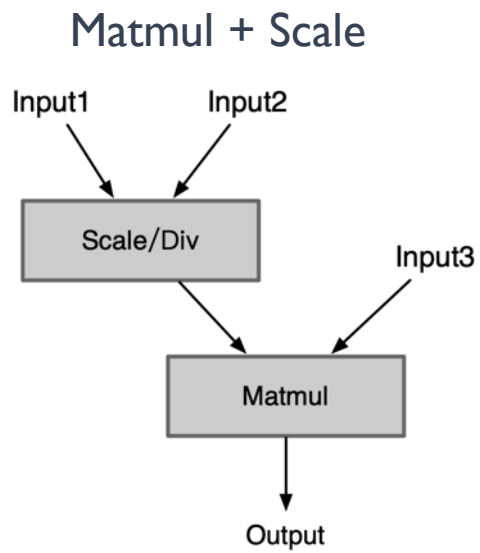 Matmul + Scale
Input1
Input2
Scale/Div
Input3
Matmul
Output